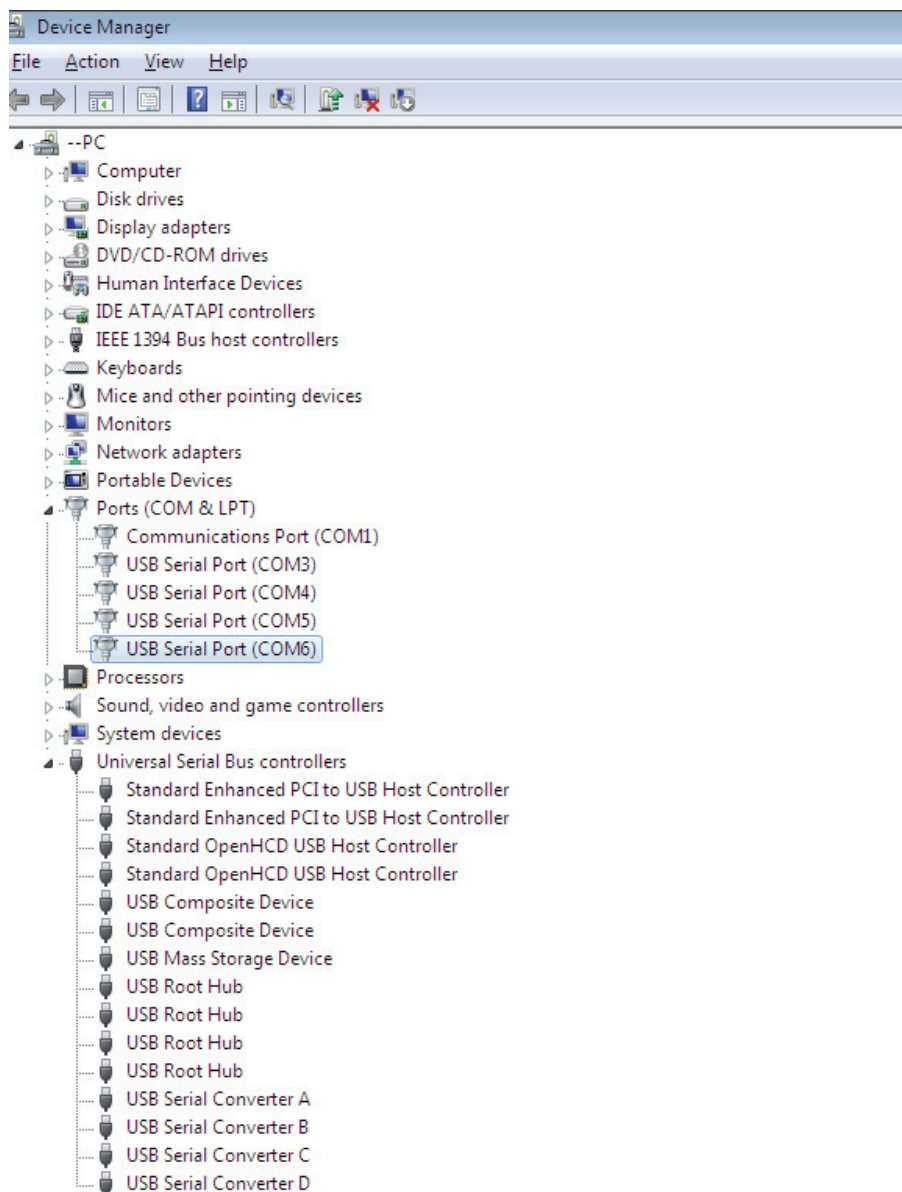 Device Manager
File Action View Help
--PC
Computer
Disk drives
Display adapters
DVD/CD-ROM drives
Human Interface Devices
IDE ATA/ATAPI controllers
IEEE 1394 Bus host controllers
Keyboards
Mice and other pointing devices
Monitors
Network adapters
Portable Devices
Ports (COM & LPT)
Communications Port (COM1)
USB Serial Port (COM3)
USB Serial Port (COM4)
USB Serial Port (COM5)
USB Serial Port (COM6)
Processors
Sound, video and game controllers
System devices
Universal Serial Bus controllers
Standard Enhanced PCI to USB Host Controller
Standard Enhanced PCI to USB Host Controller
Standard OpenHCD USB Host Controller
Standard OpenHCD USB Host Controller
USB Composite Device
USB Composite Device
USB Mass Storage Device
USB Root Hub
USB Root Hub
USB Root Hub
USB Root Hub
USB Serial Converter A
USB Serial Converter B
USB Serial Converter C
USB Serial Converter D